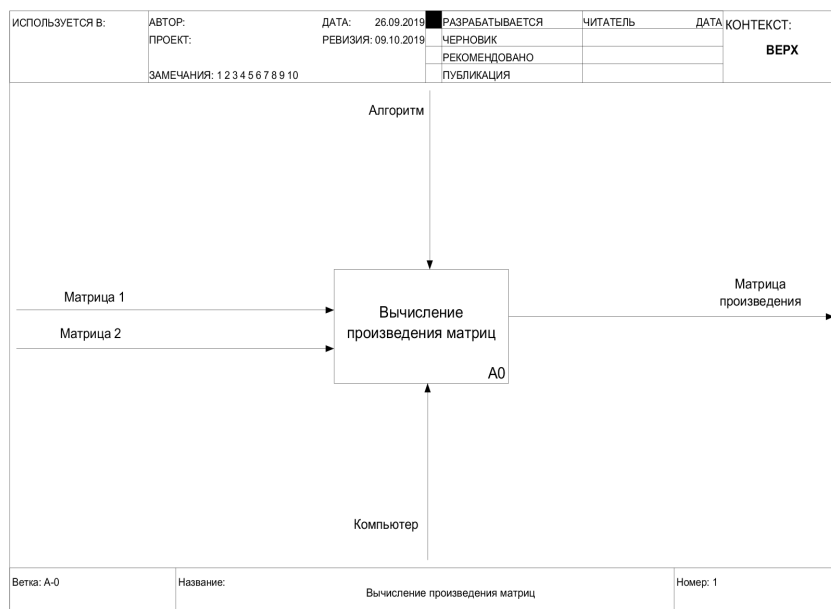 ИСПОЛЬЗУЕТСЯ В:
АВТОР:
ДАТА: 26.09.2019
РАЗРАБАТЫВАЕТСЯ
ЧИТАТЕЛЬ
ДАТА
КОНТЕКСТ:
ПРОЕКТ:
РЕВИЗИЯ: 09.10.2019
ЧЕРНОВИК
ВЕРХ
РЕКОМЕНДОВАНО
ЗАМЕЧАНИЯ: 1 2 3 4 5 6 7 8 9 10
ПУБЛИКАЦИЯ
Алгоритм
Матрица 1
Матрица 2
Вычисление
произведения матриц
A0
Матрица
произведения
Компьютер
Ветка: A-0
Название:
Вычисление произведения матриц
Номер: 1